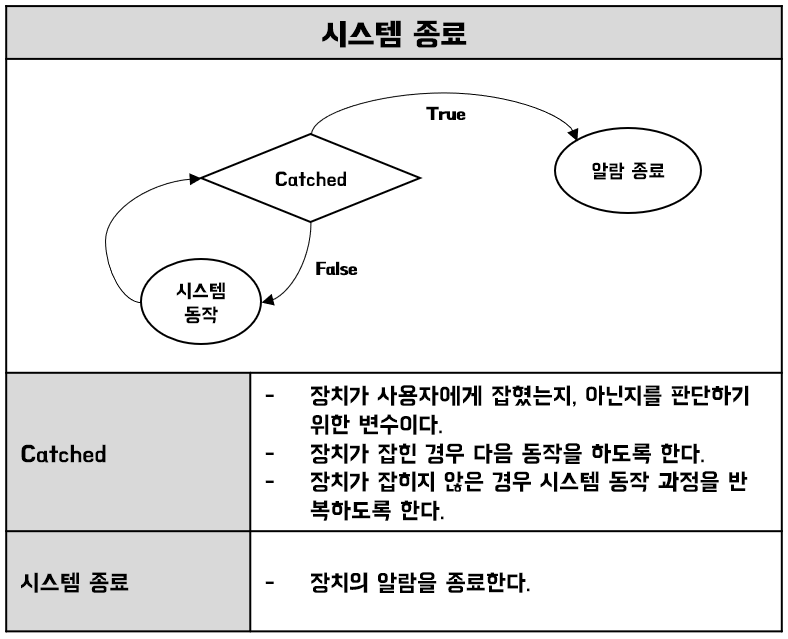 시스템 종료
True
Catched
알람 종료
False
시스템
동작
Catched
- 장치가 사용자에게 잡혔는지, 아닌지를 판단하기
위한 변수이다.
- 장치가 잡힌 경우 다음 동작을 하도록 한다.
- 장치가 잡히지 않은 경우 시스템 동작 과정을 반
복하도록 한다.
시스템 종료
- 장치의 알람을 종료한다.